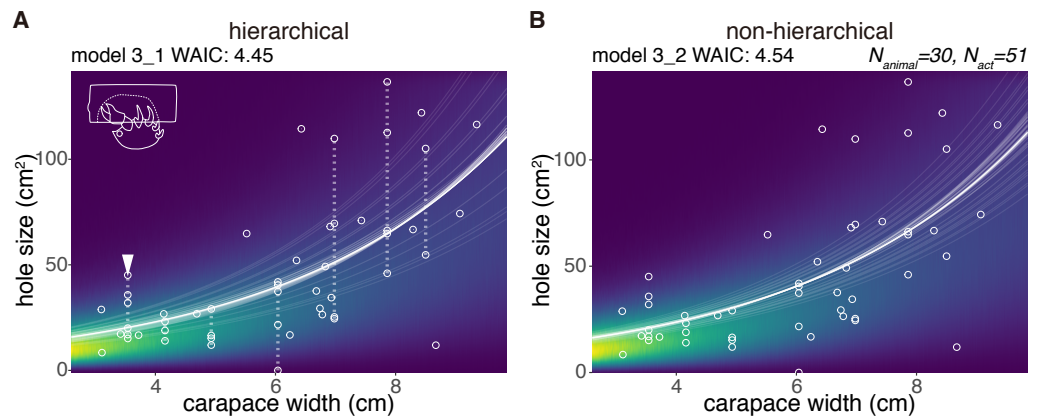 A
hierarchical
model 3_1 WAIC: 4.45
hole size (cm²)
100
50
0
4
6
8
carapace width (cm)
B
non-hierarchical
model 3_2 WAIC: 4.54
N_animal=30, N_act=51
hole size (cm²)
100
50
0
4
6
8
carapace width (cm)